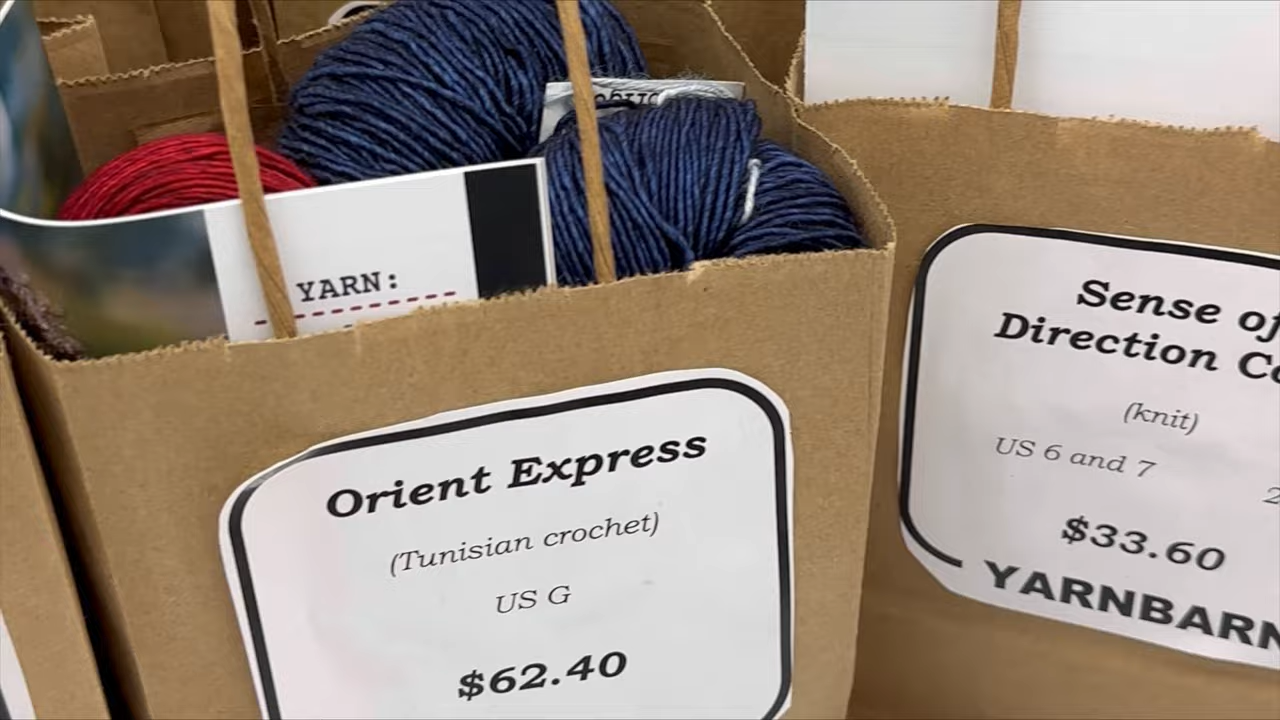 YARN:
Orient Express
(Tunisian crochet)
US G
$62.40
Sense of
Direction
(knit)
US 6 and 7
$33.60
YARNBARN